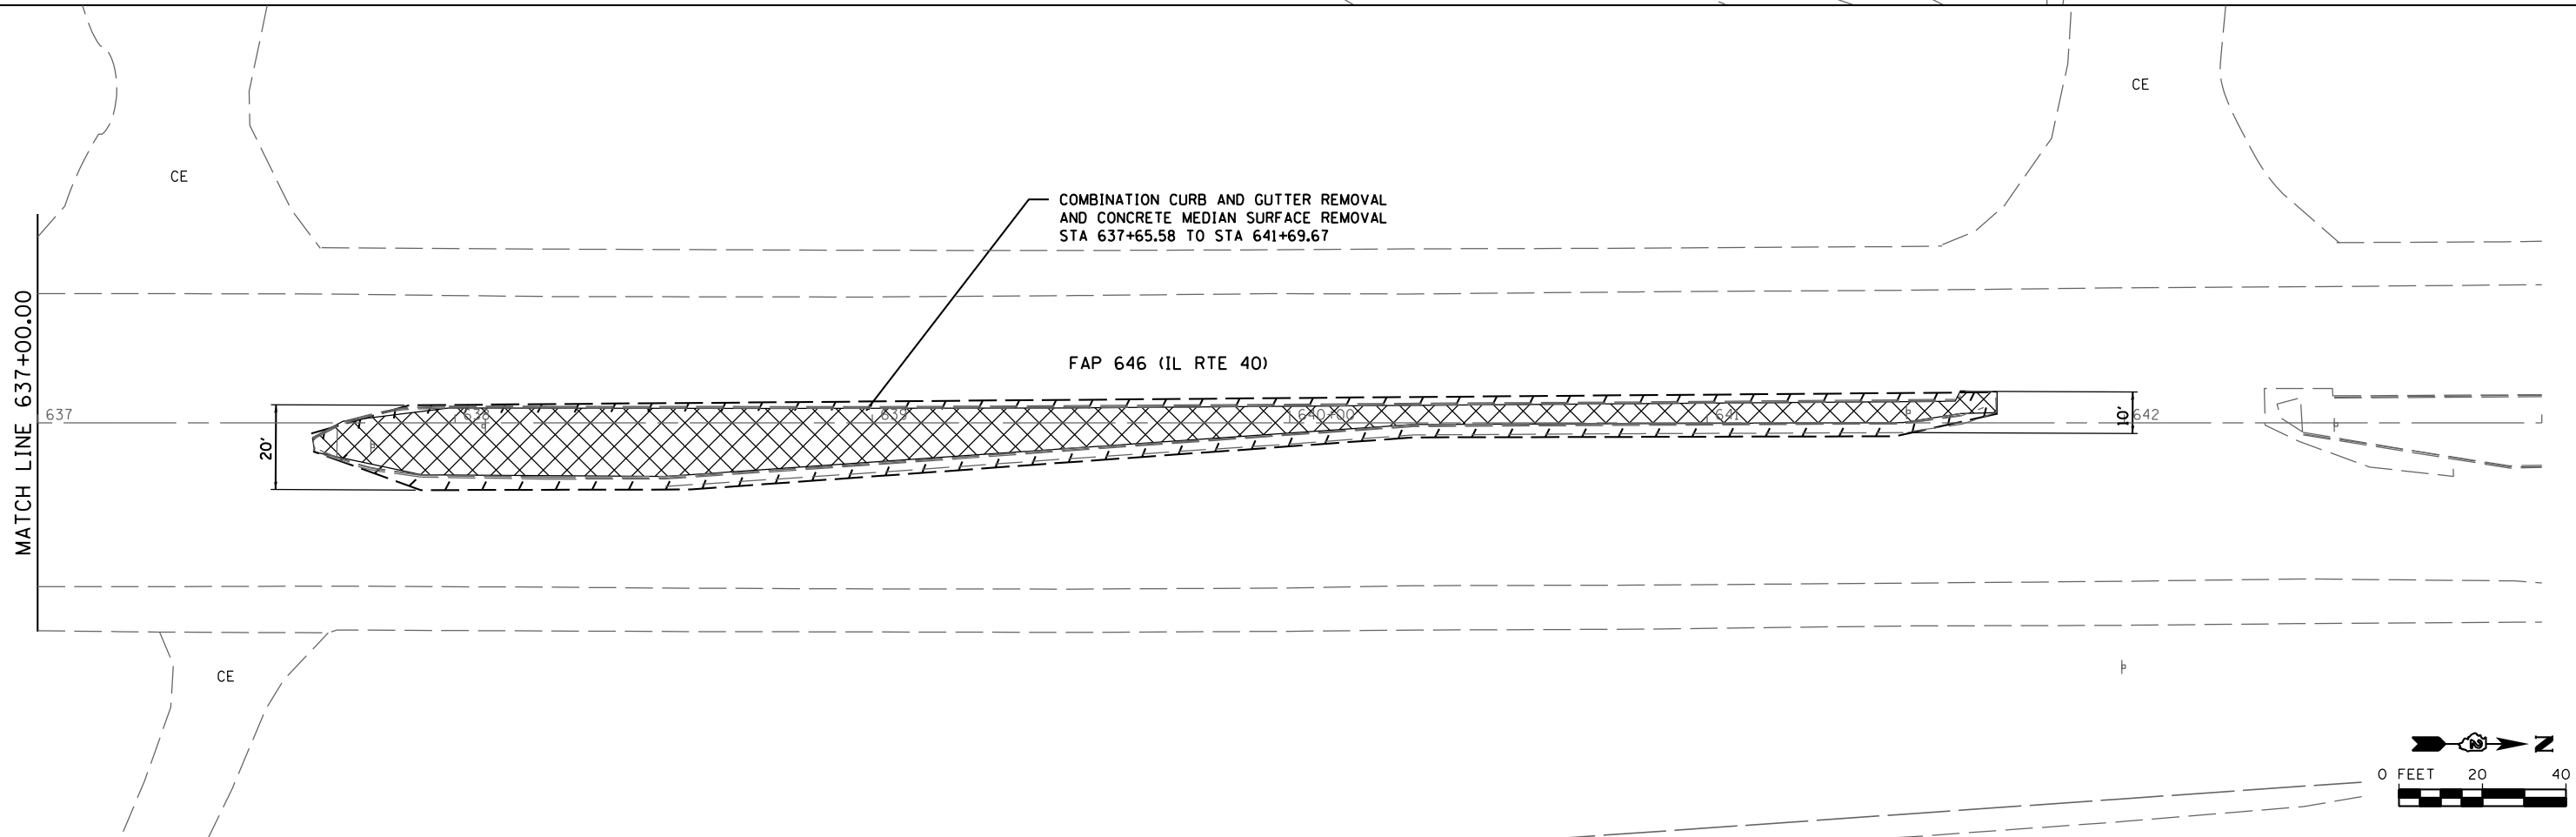 CE
CE
COMBINATION CURB AND GUTTER REMOVAL
AND CONCRETE MEDIAN SURFACE REMOVAL
STA 637+65.58 TO STA 641+69.67
MATCH LINE 637+00.00
FAP 646 (IL RTE 40)
637
638
639
640+00
641
642
20'
10'
CE
N
0 FEET 20 40